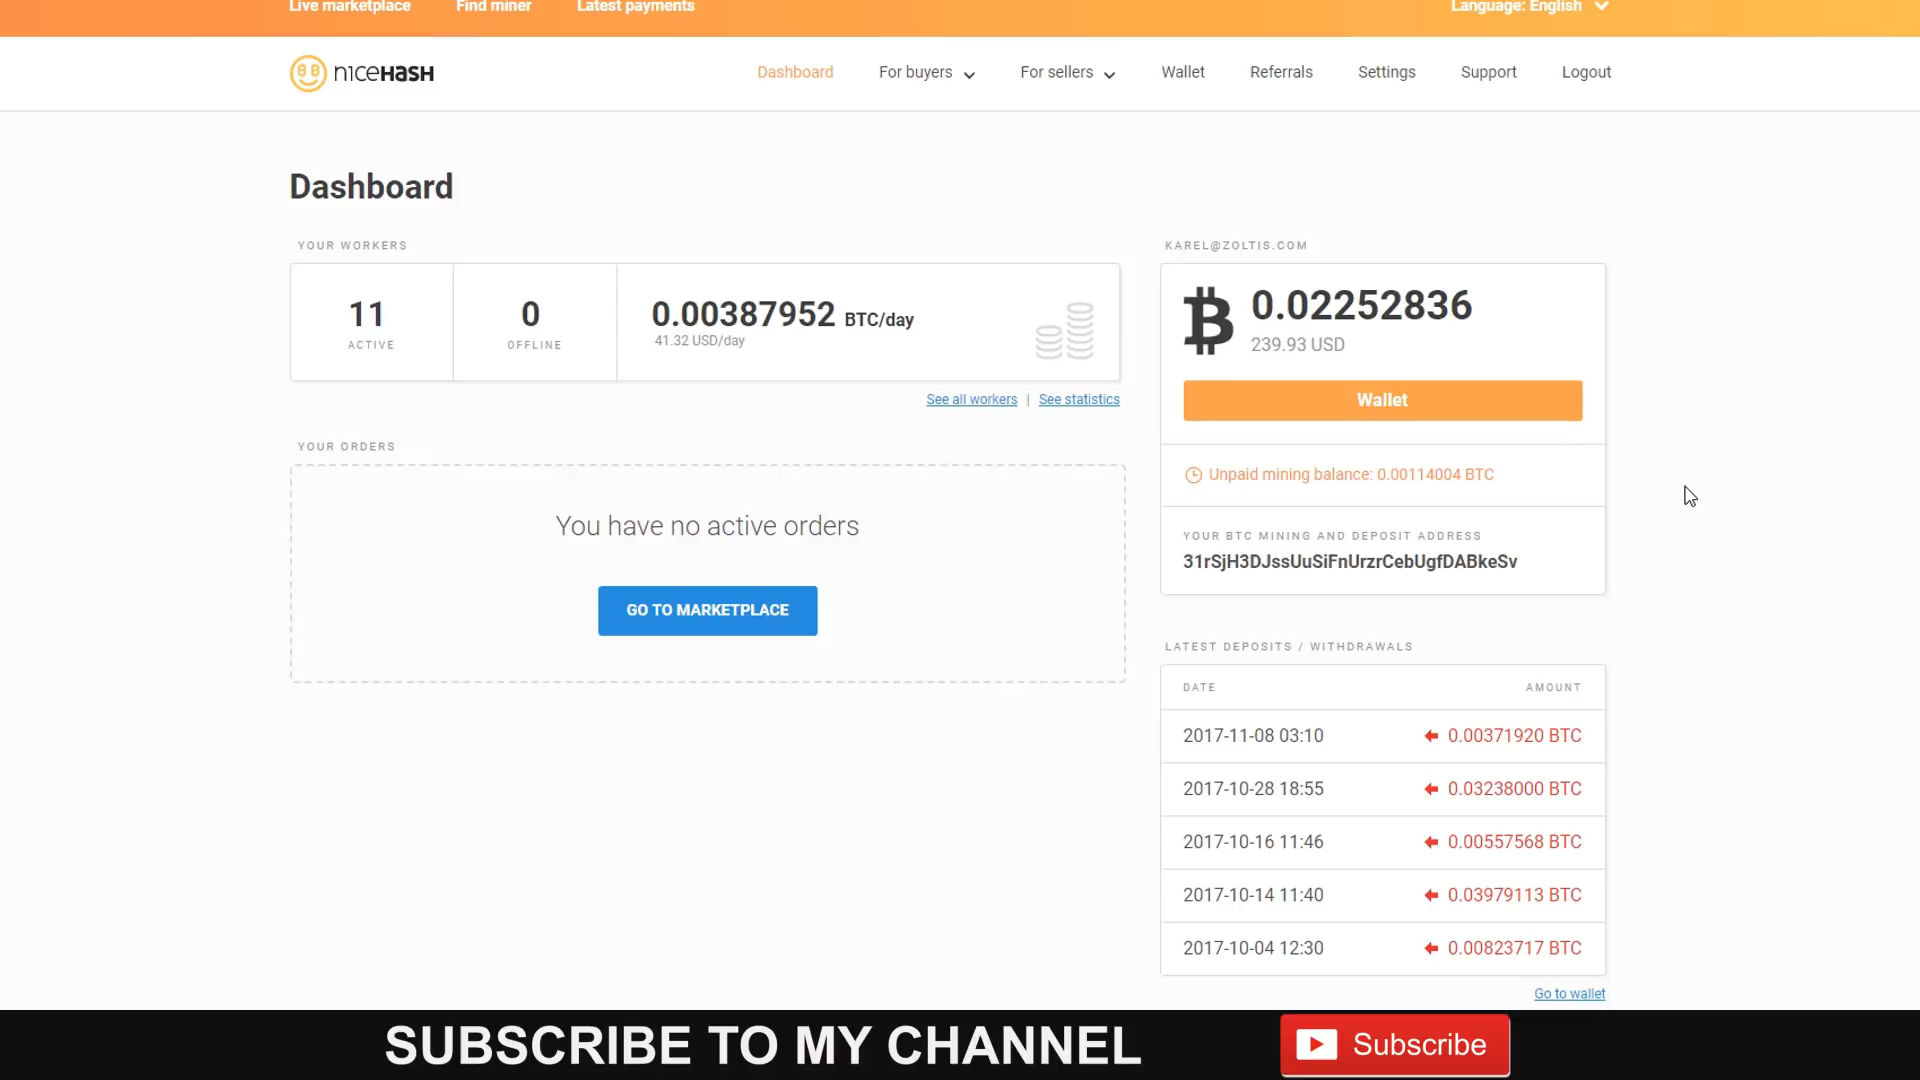 Live marketplace Find miner Latest payments Language: English
nıceHASH Dashboard For buyers For sellers Wallet Referrals Settings Support Logout
Dashboard
YOUR WORKERS
11
ACTIVE
0
OFFLINE
0.00387952 BTC/day
41.32 USD/day
See all workers | See statistics
YOUR ORDERS
You have no active orders
GO TO MARKETPLACE
KAREL@ZOLTIS.COM
0.02252836
239.93 USD
Wallet
Unpaid mining balance: 0.00114004 BTC
YOUR BTC MINING AND DEPOSIT ADDRESS
31rSjH3DJssUuSiFnUrzrCebUgfDABkeSv
LATEST DEPOSITS / WITHDRAWALS
DATE AMOUNT
2017-11-08 03:10 0.00371920 BTC
2017-10-28 18:55 0.03238000 BTC
2017-10-16 11:46 0.00557568 BTC
2017-10-14 11:40 0.03979113 BTC
2017-10-04 12:30 0.00823717 BTC
Go to wallet
SUBSCRIBE TO MY CHANNEL Subscribe